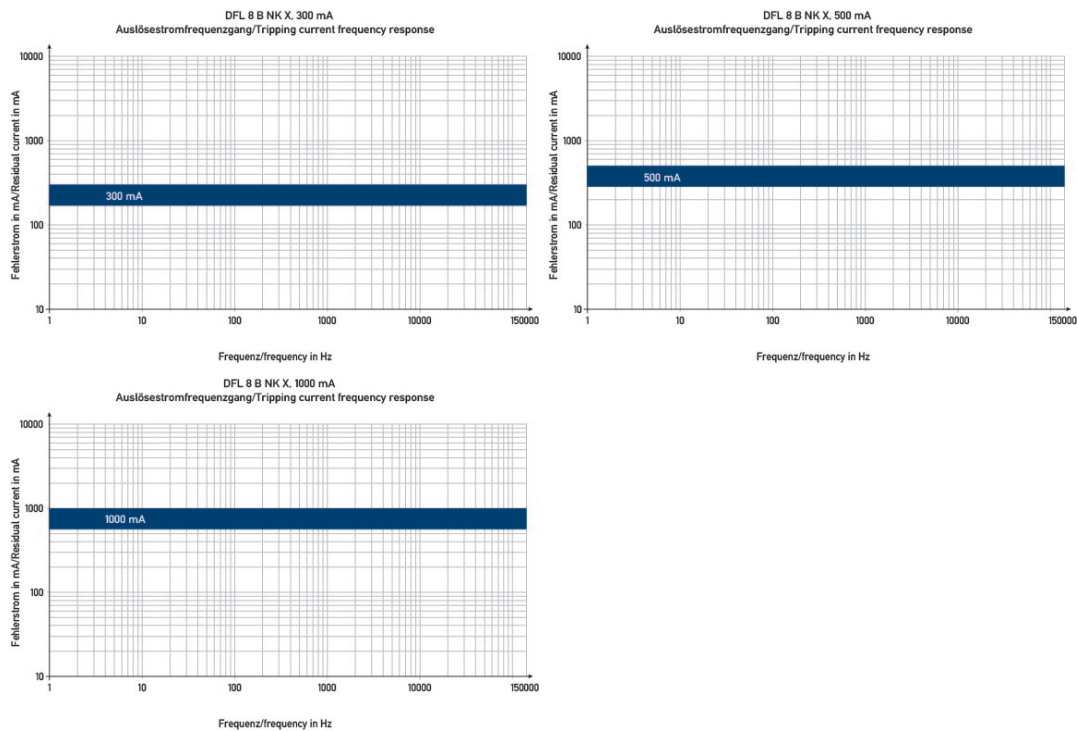 DFL 8 B NK X, 300 mA
Auslösestromfrequenzgang/Tripping current frequency response
Fehlerstrom in mA/Residual current in mA
10000
1000
100
10
300 mA
1
10
100
1000
10000
150000
Frequenz/frequency in Hz
DFL 8 B NK X, 500 mA
Auslösestromfrequenzgang/Tripping current frequency response
Fehlerstrom in mA/Residual current in mA
10000
1000
100
10
500 mA
1
10
100
1000
10000
150000
Frequenz/frequency in Hz
DFL 8 B NK X, 1000 mA
Auslösestromfrequenzgang/Tripping current frequency response
Fehlerstrom in mA/Residual current in mA
10000
1000
100
10
1000 mA
1
10
100
1000
10000
150000
Frequenz/frequency in Hz